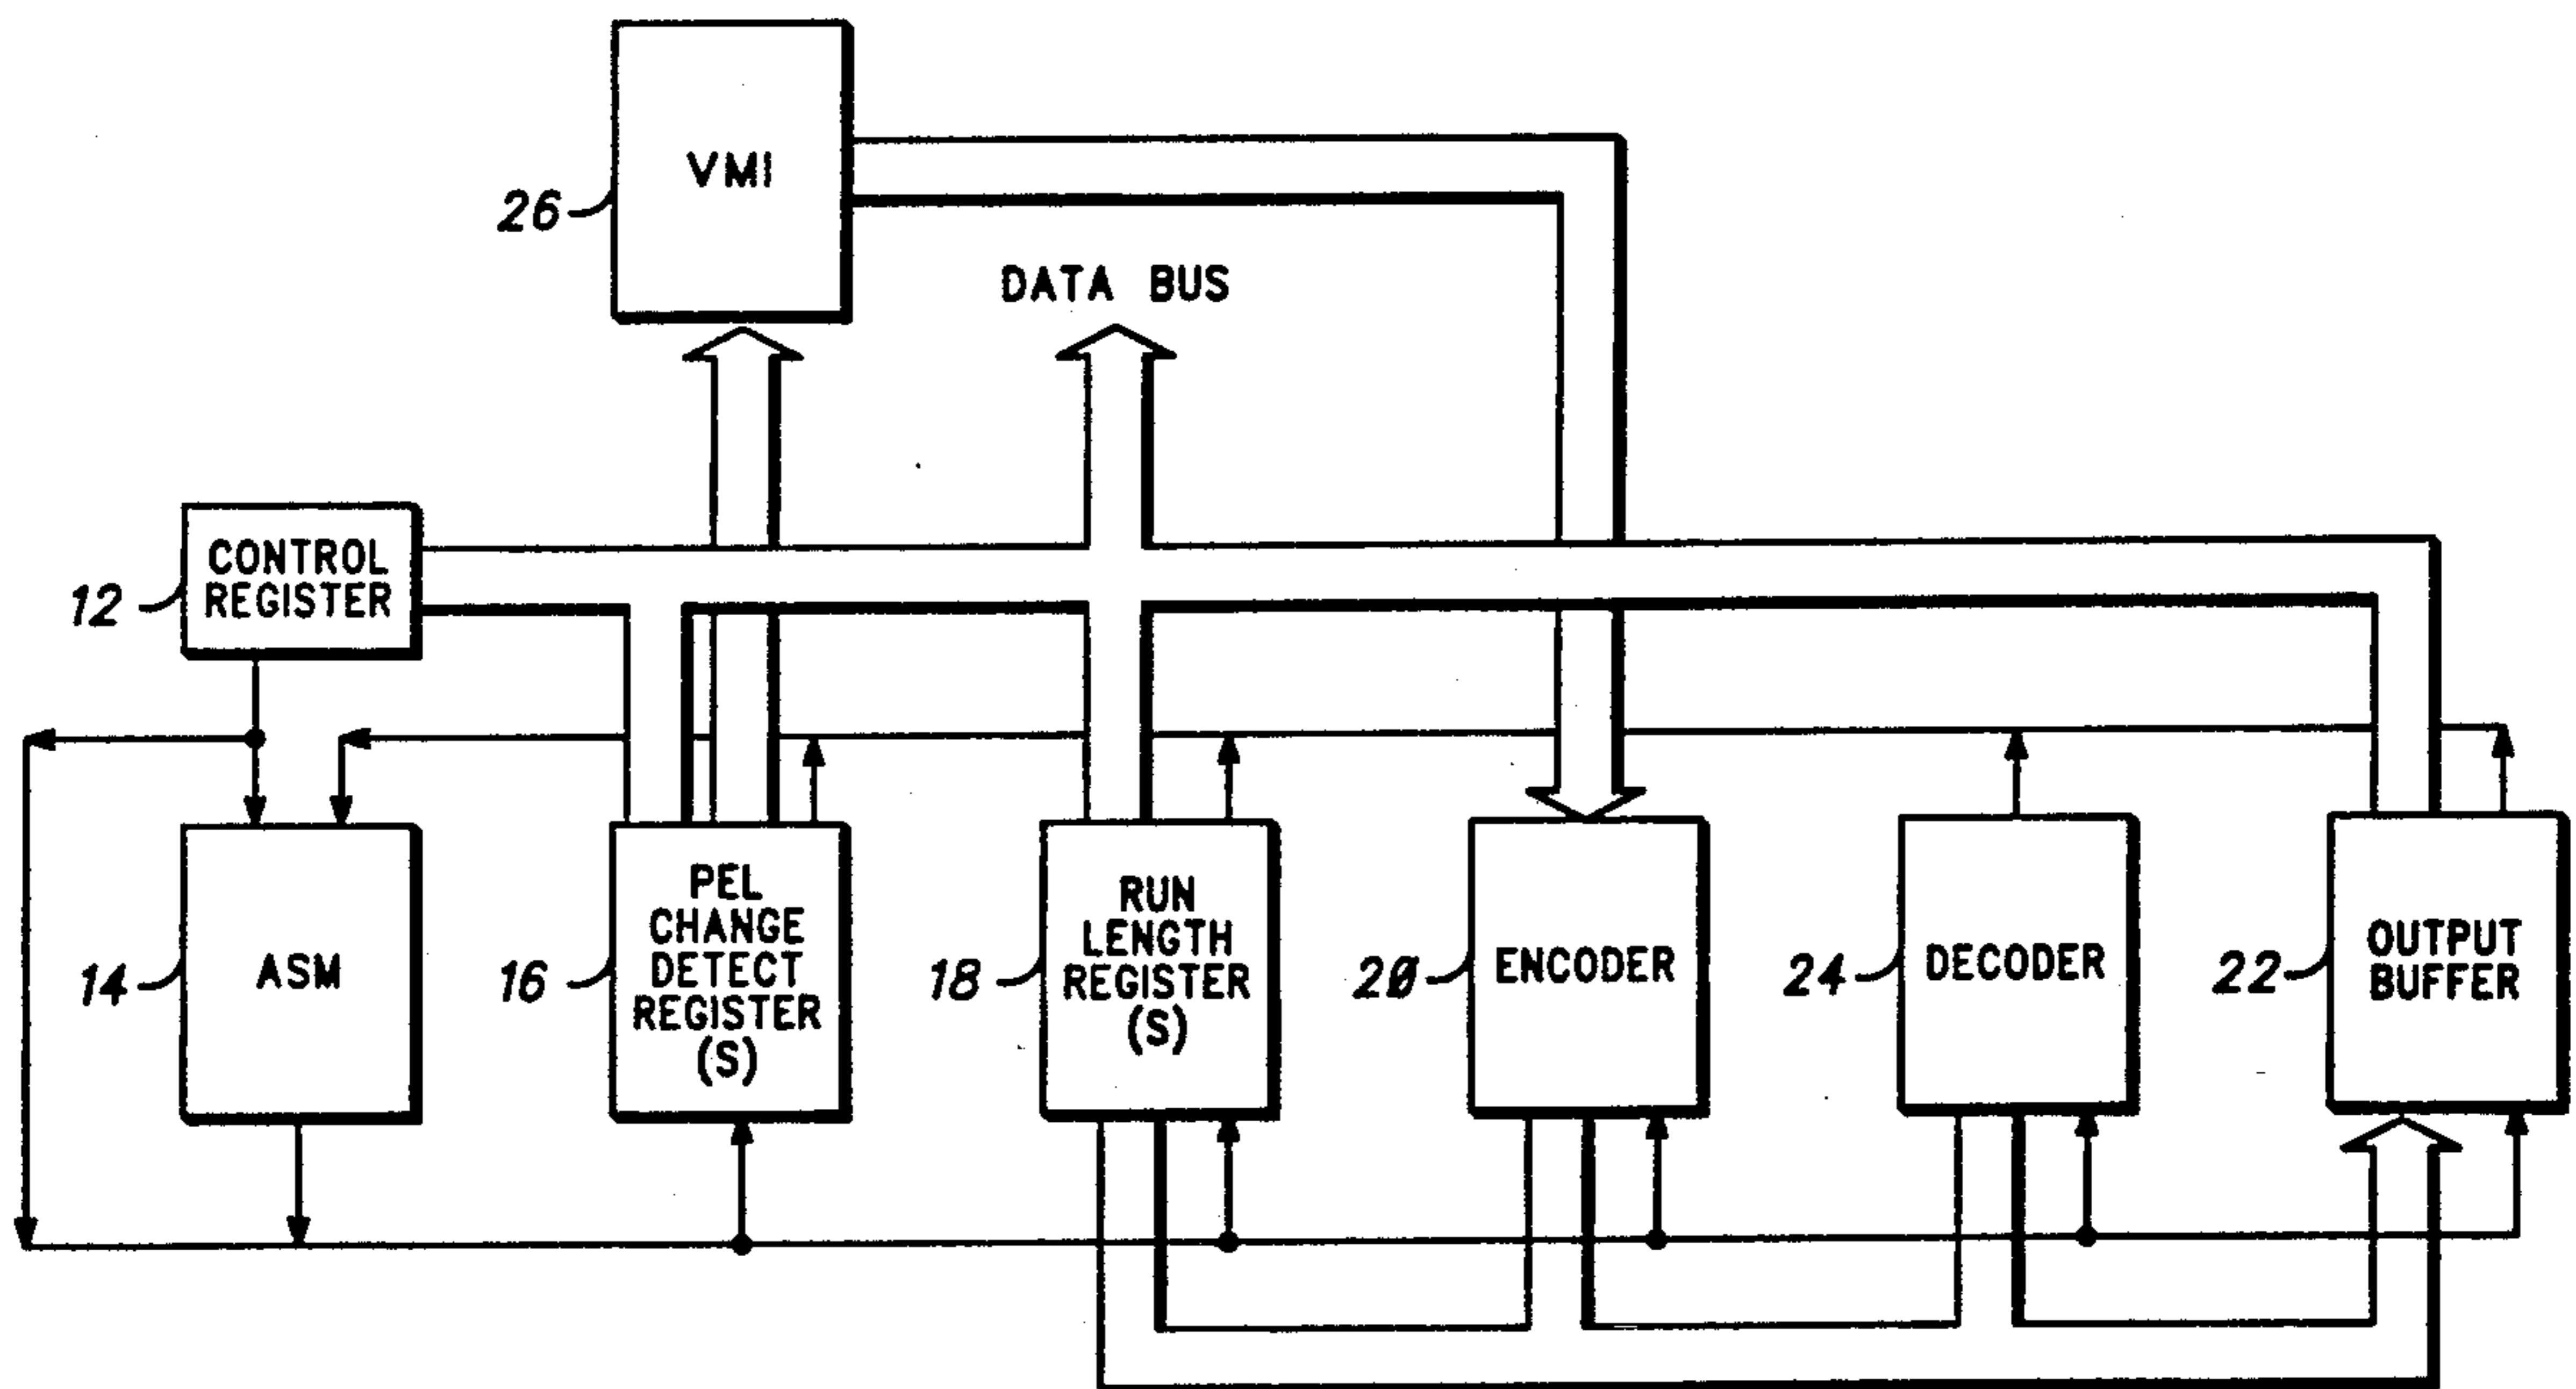 VMI
26
DATA BUS
CONTROL
REGISTER
12
ASM
14
PEL
CHANGE
DETECT
REGISTER
(S)
16
RUN
LENGTH
REGISTER
(S)
18
ENCODER
20
DECODER
24
OUTPUT
BUFFER
22